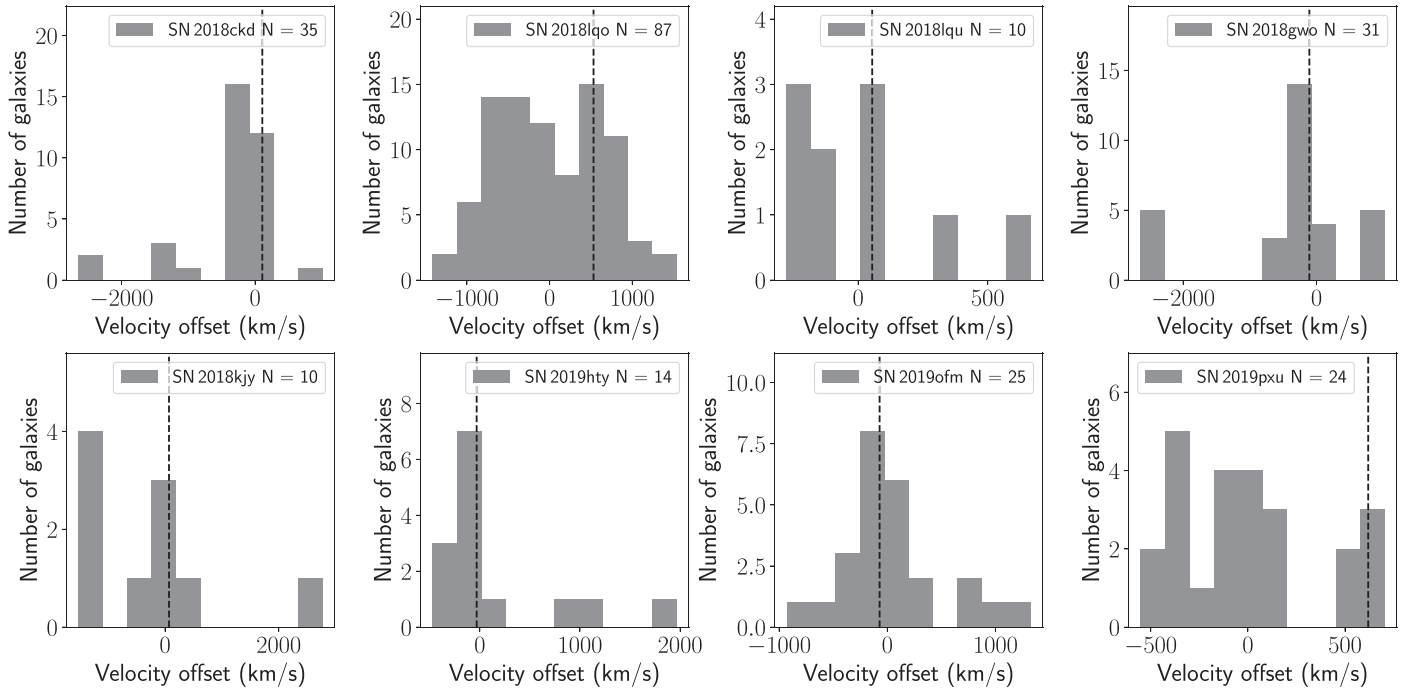 SN 2018ckd N = 35
Number of galaxies
20
15
10
5
0
−2000
0
Velocity offset (km/s)
SN 2018lqo N = 87
Number of galaxies
20
15
10
5
0
−1000
0
1000
Velocity offset (km/s)
SN 2018lqu N = 10
Number of galaxies
4
3
2
1
0
0
500
Velocity offset (km/s)
SN 2018gwo N = 31
Number of galaxies
15
10
5
0
−2000
0
Velocity offset (km/s)
SN 2018kjy N = 10
Number of galaxies
4
2
0
0
2000
Velocity offset (km/s)
SN 2019hty N = 14
Number of galaxies
8
6
4
2
0
0
1000
2000
Velocity offset (km/s)
SN 2019ofm N = 25
Number of galaxies
10.0
7.5
5.0
2.5
0.0
−1000
0
1000
Velocity offset (km/s)
SN 2019pxu N = 24
Number of galaxies
6
4
2
0
−500
0
500
Velocity offset (km/s)